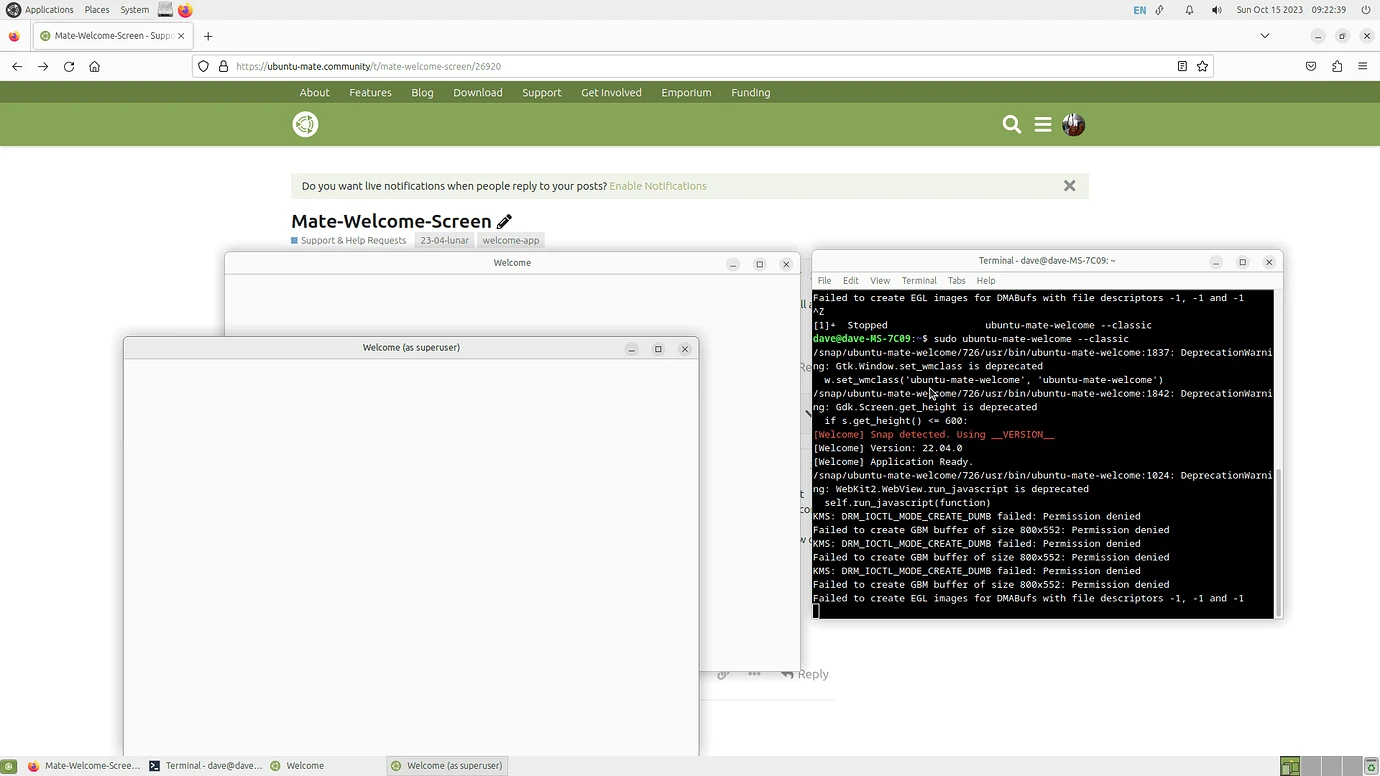 Applications Places System
EN
Sun Oct 15 2023 09:22:39
Mate-Welcome-Screen - Suppo
https://ubuntu-mate.community/t/mate-welcome-screen/26920
About Features Blog Download Support Get Involved Emporium Funding
Do you want live notifications when people reply to your posts? Enable Notifications
Mate-Welcome-Screen
Support & Help Requests 23-04-lunar welcome-app
Welcome
Welcome (as superuser)
Terminal - dave@dave-MS-7C09: ~
File Edit View Terminal Tabs Help
Failed to create EGL images for DMABufs with file descriptors -1, -1 and -1
^Z
[1]+ Stopped ubuntu-mate-welcome --classic
dave@dave-MS-7C09:~$ sudo ubuntu-mate-welcome --classic
/snap/ubuntu-mate-welcome/726/usr/bin/ubuntu-mate-welcome:1837: DeprecationWarni
ng: Gtk.Window.set_wmclass is deprecated
w.set_wmclass('ubuntu-mate-welcome', 'ubuntu-mate-welcome')
/snap/ubuntu-mate-welcome/726/usr/bin/ubuntu-mate-welcome:1842: DeprecationWarni
ng: Gdk.Screen.get_height is deprecated
if s.get_height() <= 600:
[Welcome] Snap detected. Using __VERSION__
[Welcome] Version: 22.04.0
[Welcome] Application Ready.
/snap/ubuntu-mate-welcome/726/usr/bin/ubuntu-mate-welcome:1024: DeprecationWarni
ng: WebKit2.WebView.run_javascript is deprecated
self.run_javascript(function)
KMS: DRM_IOCTL_MODE_CREATE_DUMB failed: Permission denied
Failed to create GBM buffer of size 800x552: Permission denied
KMS: DRM_IOCTL_MODE_CREATE_DUMB failed: Permission denied
Failed to create GBM buffer of size 800x552: Permission denied
KMS: DRM_IOCTL_MODE_CREATE_DUMB failed: Permission denied
Failed to create GBM buffer of size 800x552: Permission denied
Failed to create EGL images for DMABufs with file descriptors -1, -1 and -1
Reply
Mate-Welcome-Scree... Terminal - dave@dave... Welcome Welcome (as superuser)